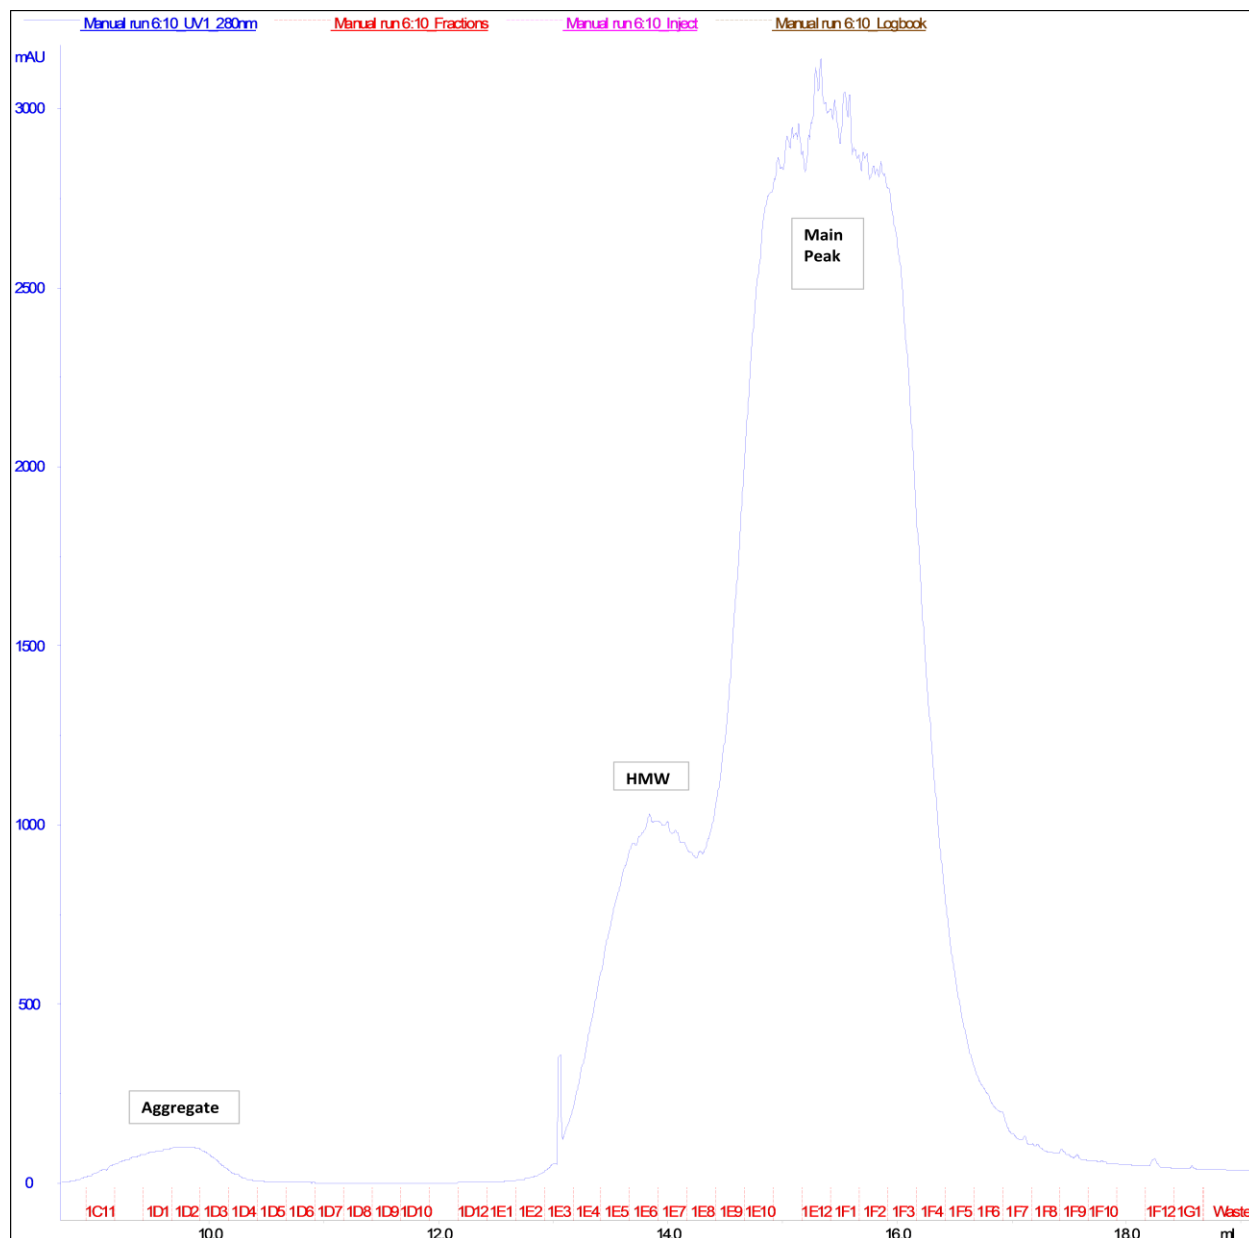 Manual run 6:10_UV1_280nm Manual run 6:10_Fractions Manual run 6:10_Inject Manual run 6:10_Logbook
mAU
3000
Main
Peak
2500
2000
1500
HMW
1000
500
Aggregate
0
1C11 1D1 1D2 1D3 1D4 1D5 1D6 1D7 1D8 1D9 1D10 1D12 1E1 1E2 1E3 1E4 1E5 1E6 1E7 1E8 1E9 1E10 1E12 1F1 1F2 1F3 1F4 1F5 1F6 1F7 1F8 1F9 1F10 1F12 1G1 Waste
10.0 12.0 14.0 16.0 18.0 ml